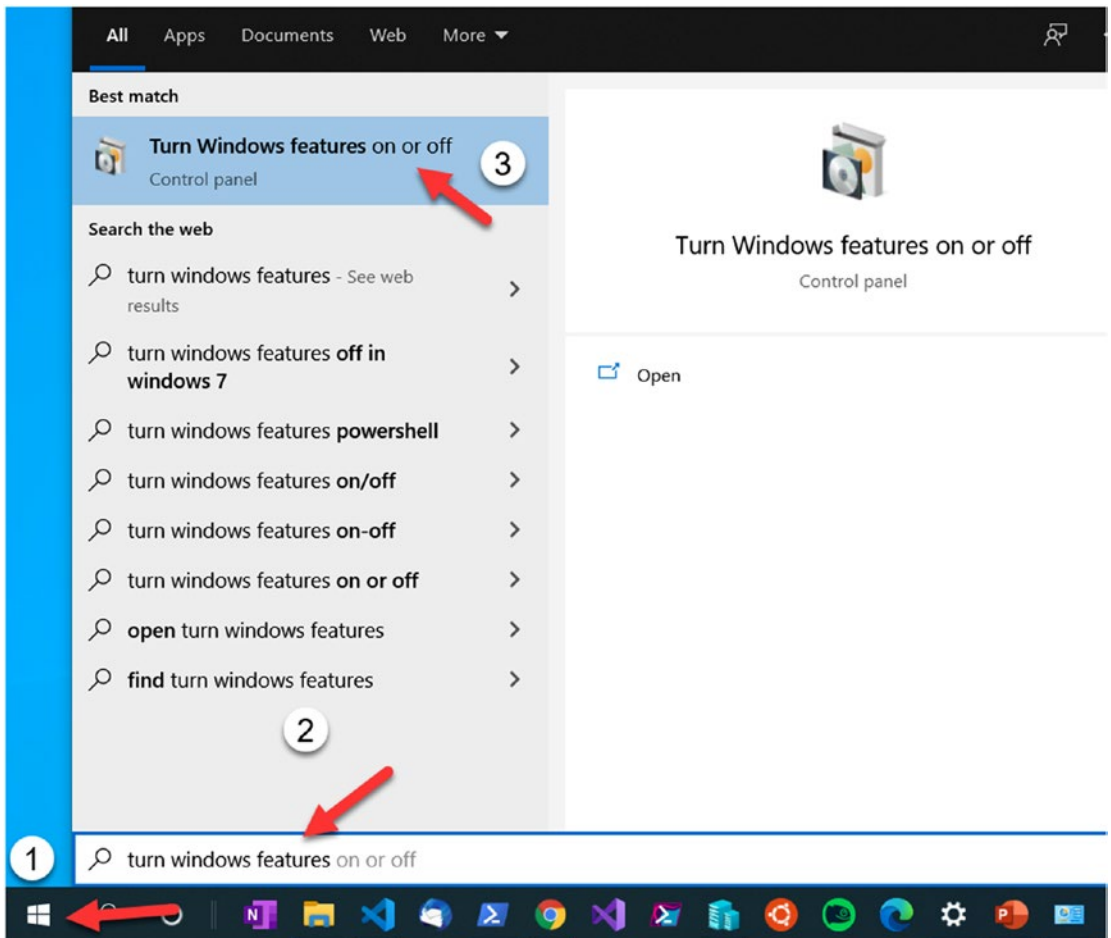 All Apps Documents Web More
Best match
Turn Windows features on or off
Control panel
3
Search the web
turn windows features - See web
results
turn windows features off in
windows 7
turn windows features powershell
turn windows features on/off
turn windows features on-off
turn windows features on or off
open turn windows features
find turn windows features
2
Turn Windows features on or off
Control panel
Open
1
turn windows features on or off
N
P